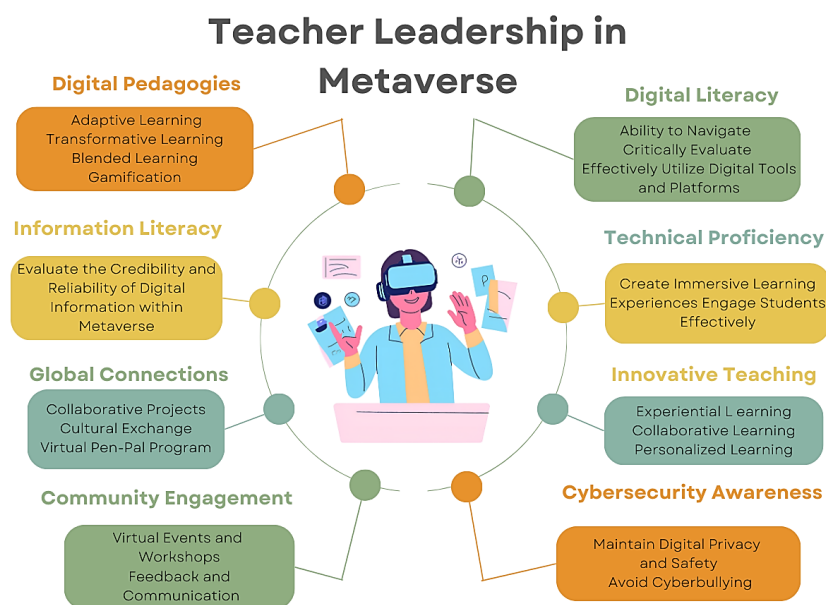 Teacher Leadership in
Metaverse
Digital Pedagogies
Adaptive Learning
Transformative Learning
Blended Learning
Gamification
Information Literacy
Evaluate the Credibility and
Reliability of Digital
Information within
Metaverse
Global Connections
Collaborative Projects
Cultural Exchange
Virtual Pen-Pal Program
Community Engagement
Virtual Events and
Workshops
Feedback and
Communication
Digital Literacy
Ability to Navigate
Critically Evaluate
Effectively Utilize Digital Tools
and Platforms
Technical Proficiency
Create Immersive Learning
Experiences Engage Students
Effectively
Innovative Teaching
Experiential L earning
Collaborative Learning
Personalized Learning
Cybersecurity Awareness
Maintain Digital Privacy
and Safety
Avoid Cyberbullying